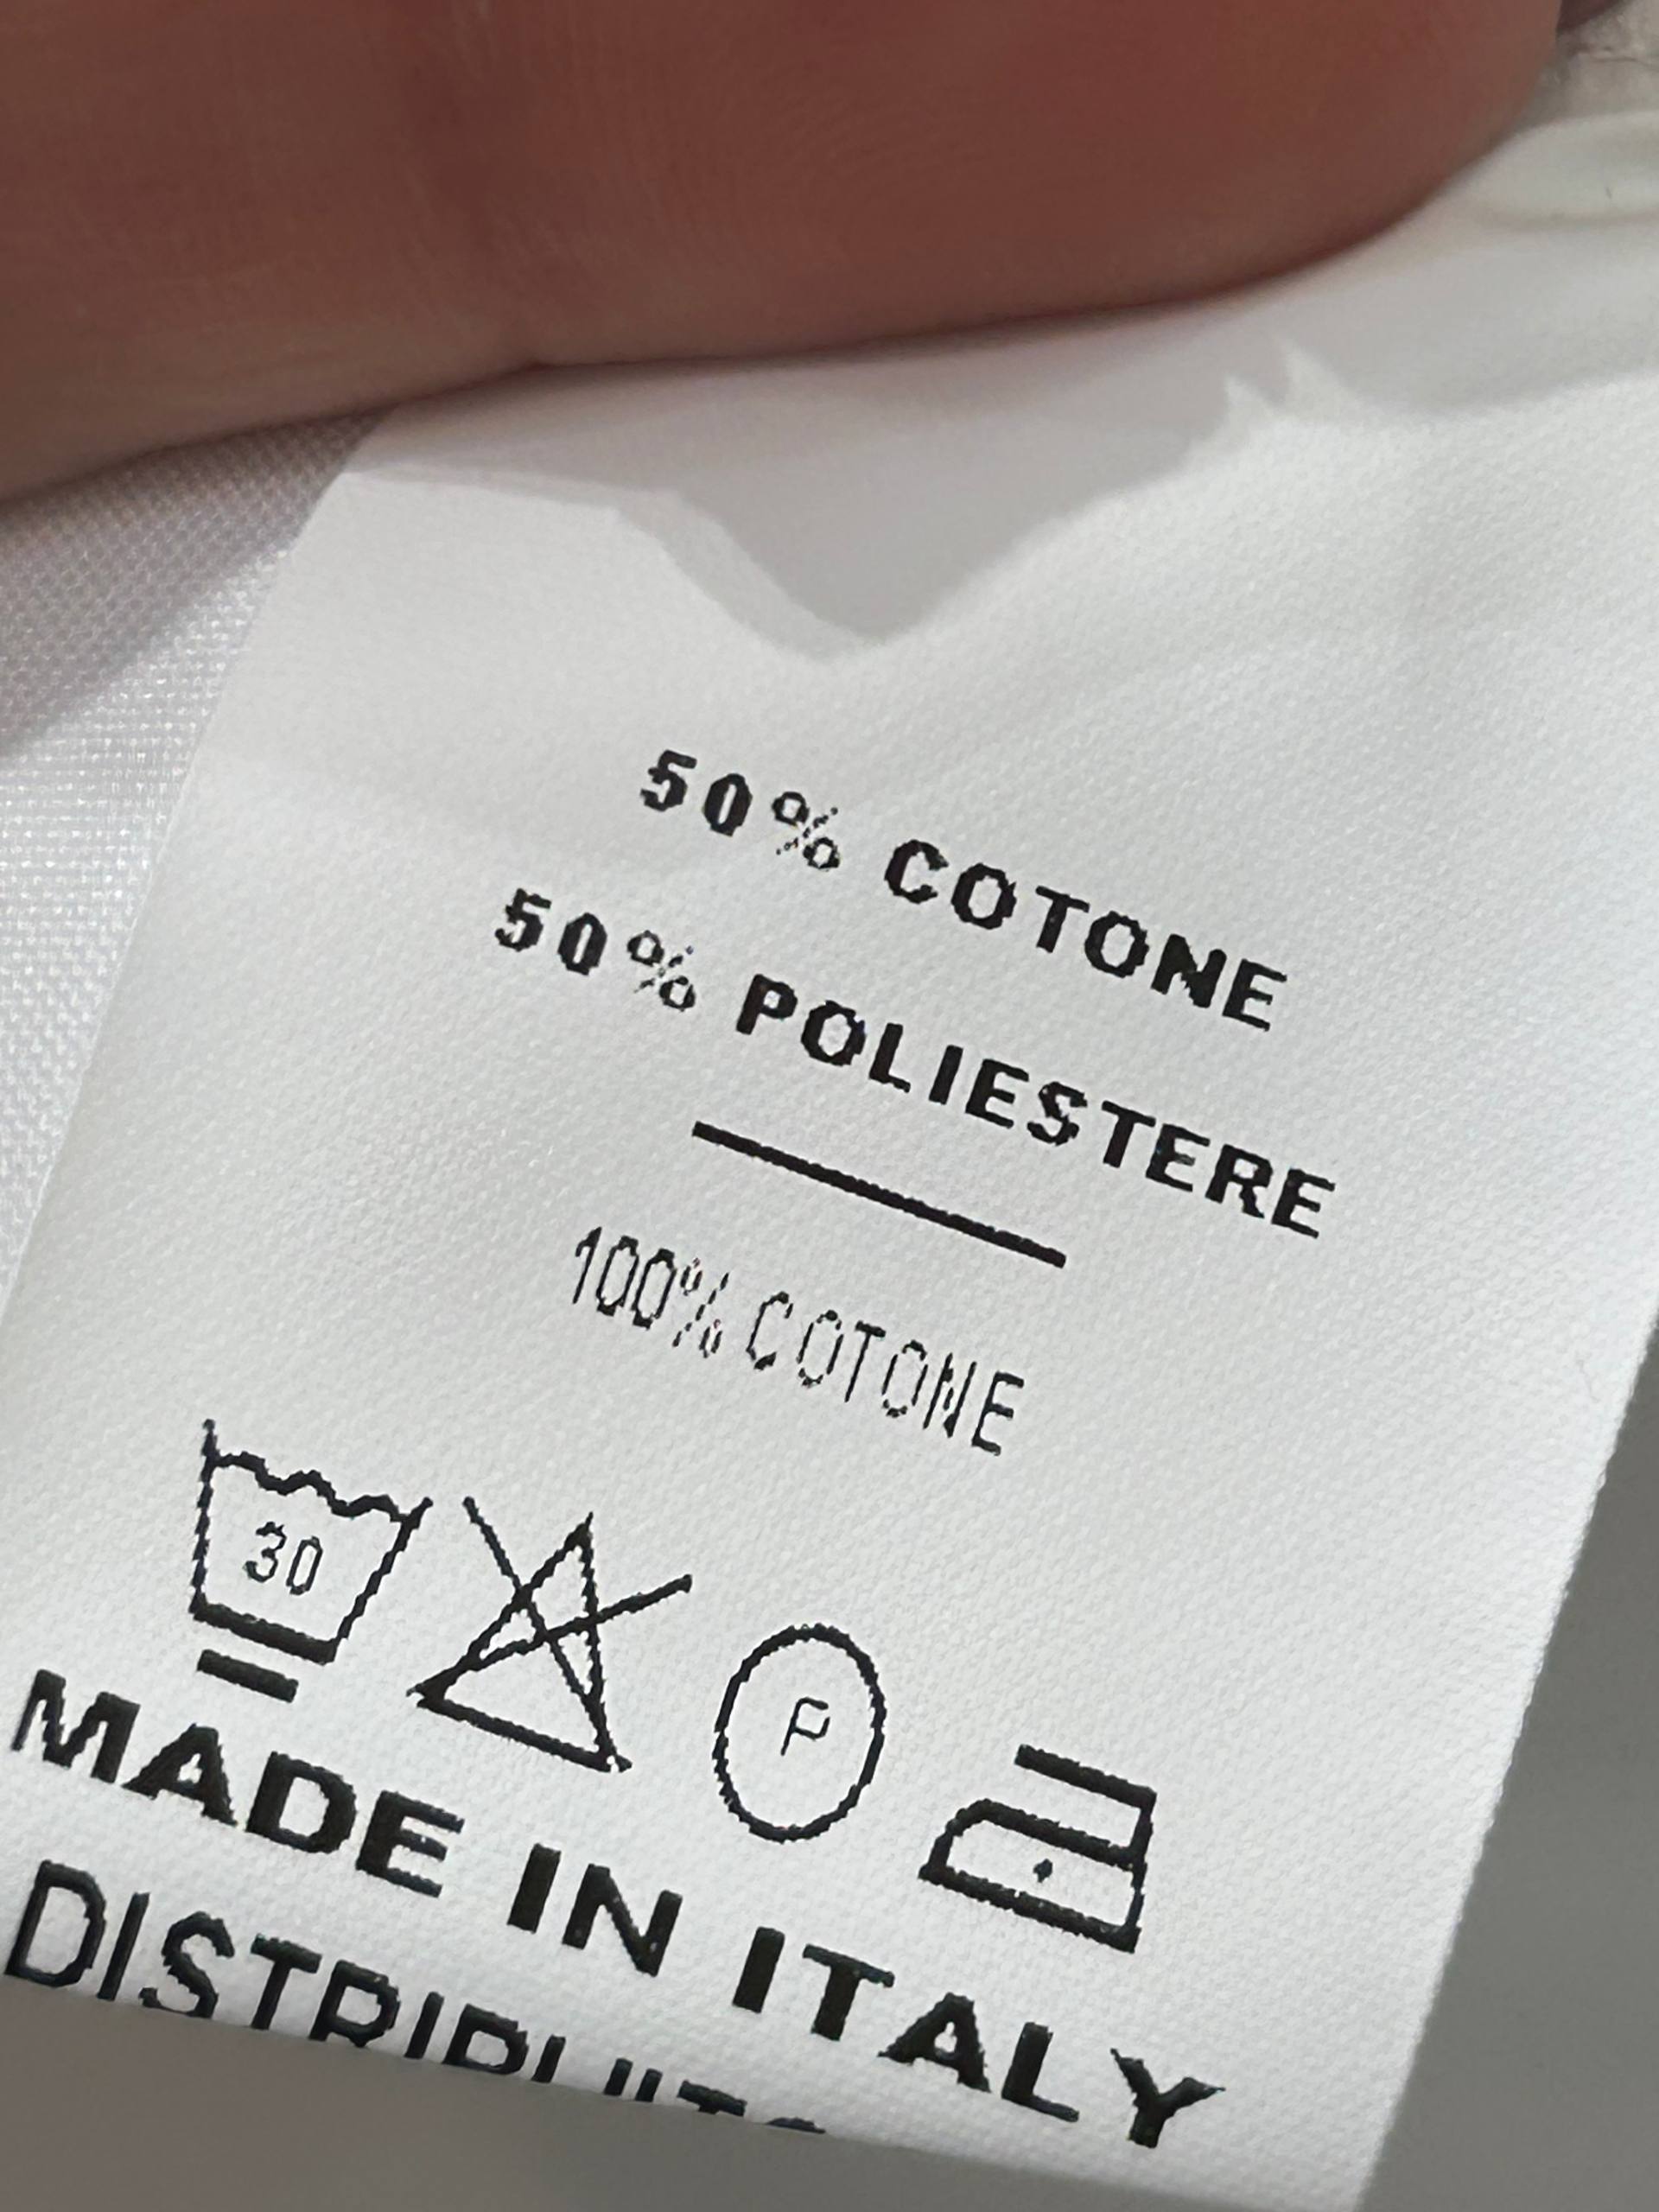 50% COTONE
50% POLIESTERE
100% COTONE
30
P
MADE IN ITALY